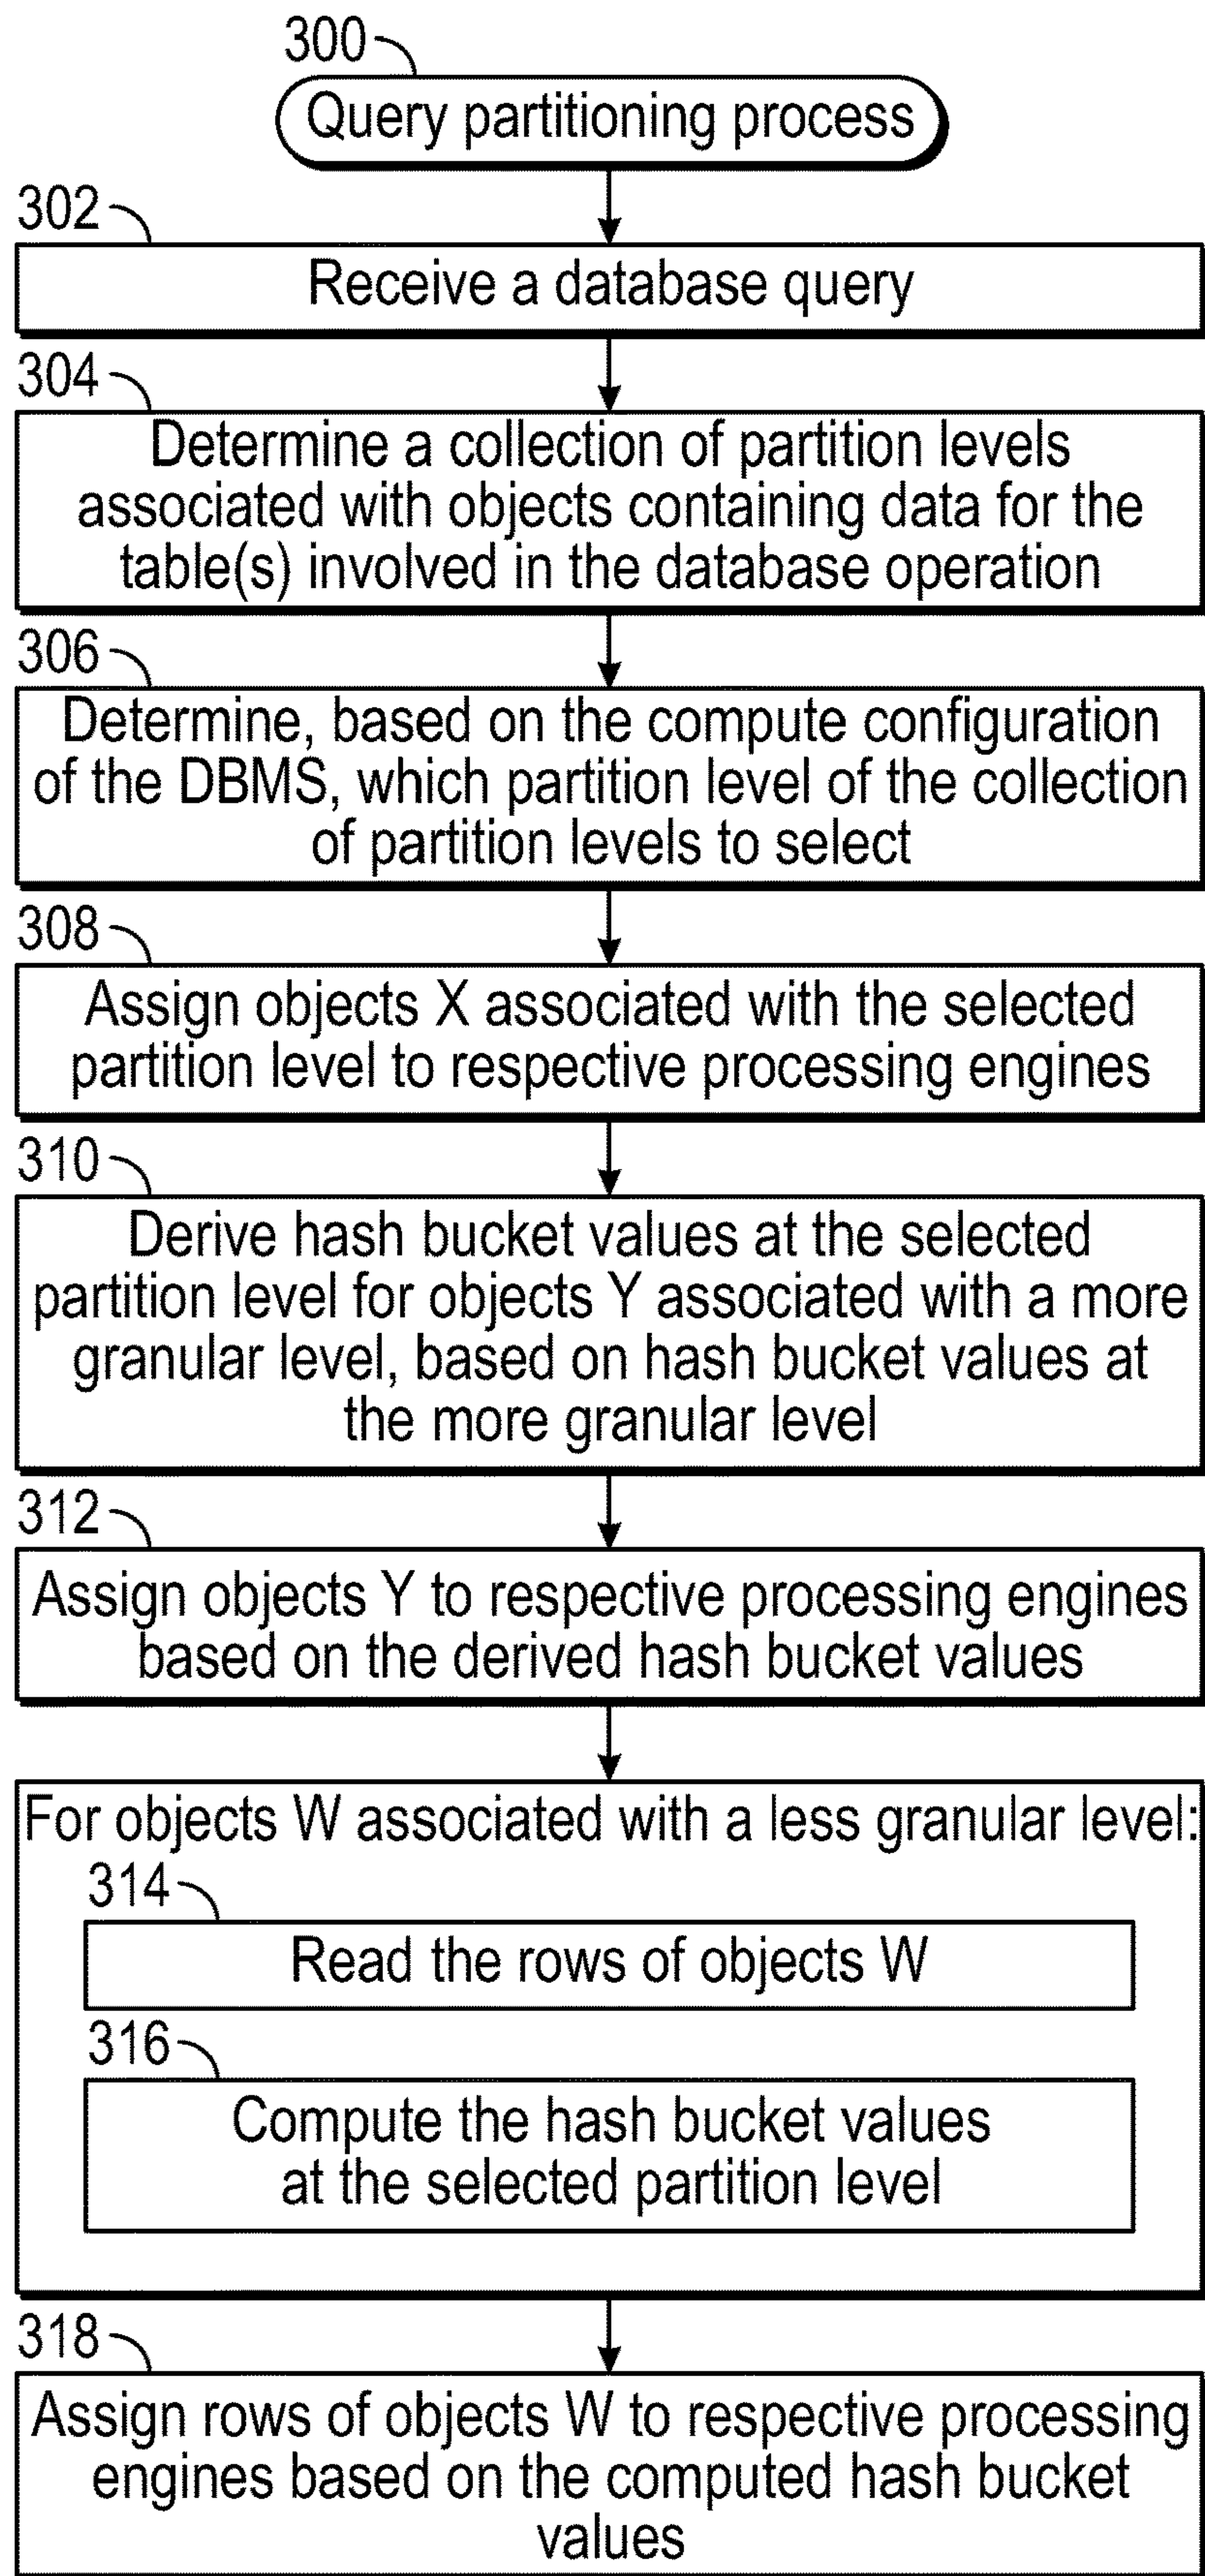 300
Query partitioning process
302
Receive a database query
304
Determine a collection of partition levels
associated with objects containing data for the
table(s) involved in the database operation
306
Determine, based on the compute configuration
of the DBMS, which partition level of the collection
of partition levels to select
308
Assign objects X associated with the selected
partition level to respective processing engines
310
Derive hash bucket values at the selected
partition level for objects Y associated with a more
granular level, based on hash bucket values at
the more granular level
312
Assign objects Y to respective processing engines
based on the derived hash bucket values
For objects W associated with a less granular level:
314
Read the rows of objects W
316
Compute the hash bucket values
at the selected partition level
318
Assign rows of objects W to respective processing
engines based on the computed hash bucket
values